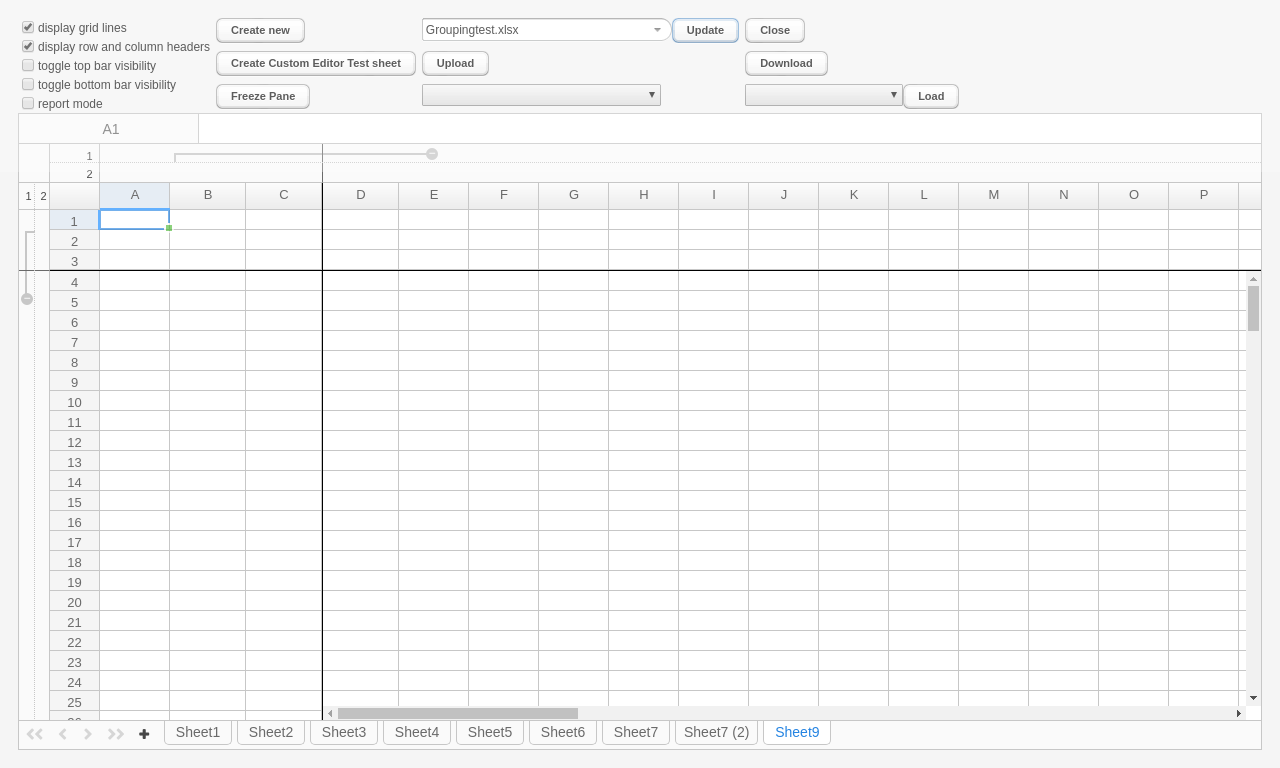 display grid lines
display row and column headers
toggle top bar visibility
toggle bottom bar visibility
report mode
Create new
Groupingtest.xlsx
Update
Close
Create Custom Editor Test sheet
Upload
Download
Freeze Pane
Load
A1
1
2
1 2
A B C D E F G H I J K L M N O P
1
2
3
4
5
6
7
8
9
10
11
12
13
14
15
16
17
18
19
20
21
22
23
24
25
Sheet1 Sheet2 Sheet3 Sheet4 Sheet5 Sheet6 Sheet7 Sheet7 (2) Sheet9